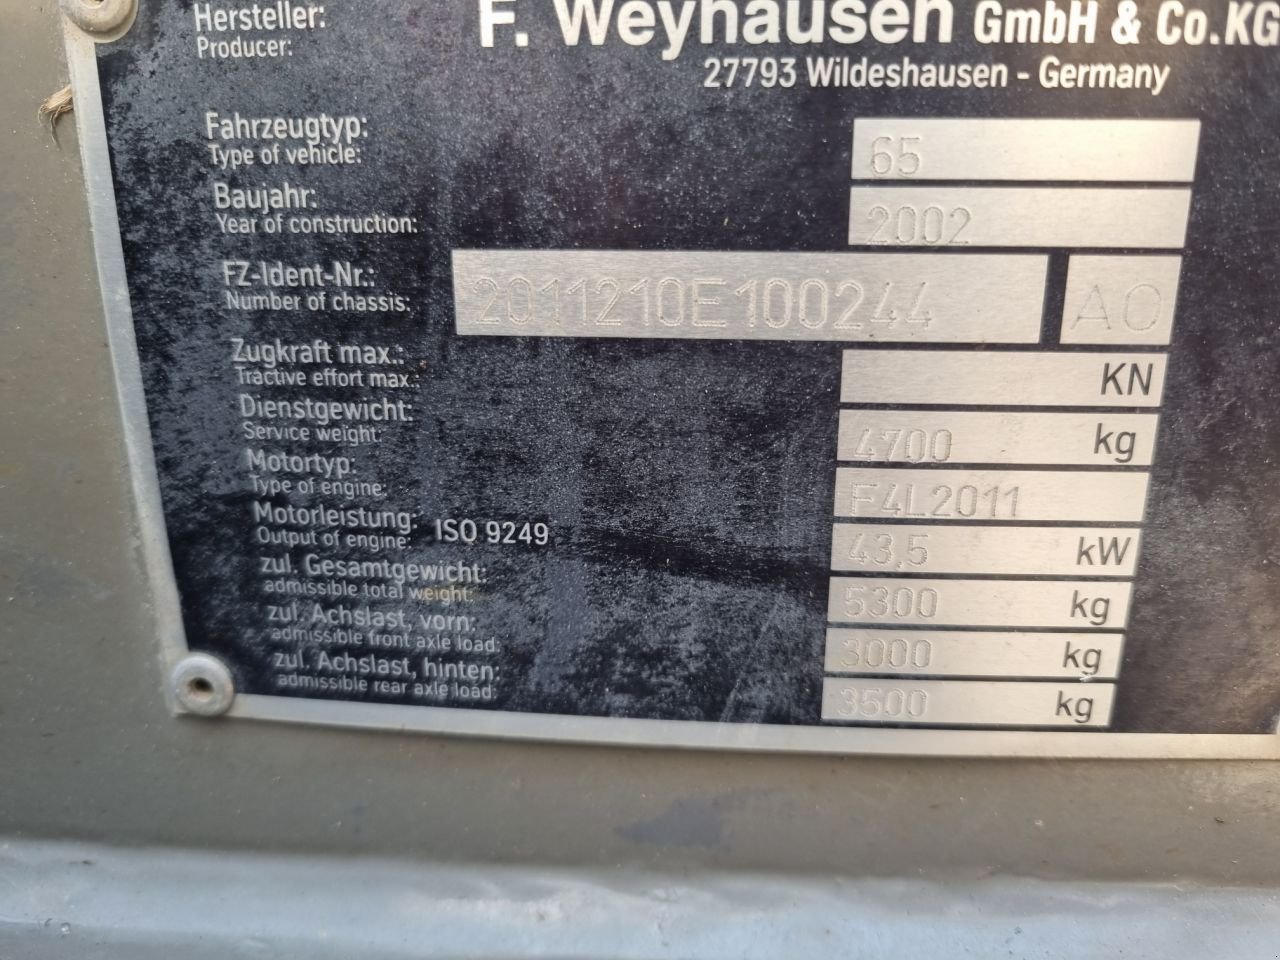 Hersteller: F. Weyhausen GmbH & Co.KG
Producer: 27793 Wildeshausen - Germany
Fahrzeugtyp:
Type of vehicle: 65
Baujahr:
Year of construction: 2002
FZ-Ident-Nr.:
Number of chassis: 2011210E100244 AO
Zugkraft max.:
Tractive effort max.: KN
Dienstgewicht:
Service weight: 4700 kg
Motortyp:
Type of engine: F4L2011
Motorleistung: ISO 9249
Output of engine: 43,5 kW
zul. Gesamtgewicht:
admissible total weight: 5300 kg
zul. Achslast, vorn:
admissible front axle load: 3000 kg
zul. Achslast, hinten:
admissible rear axle load: 3500 kg